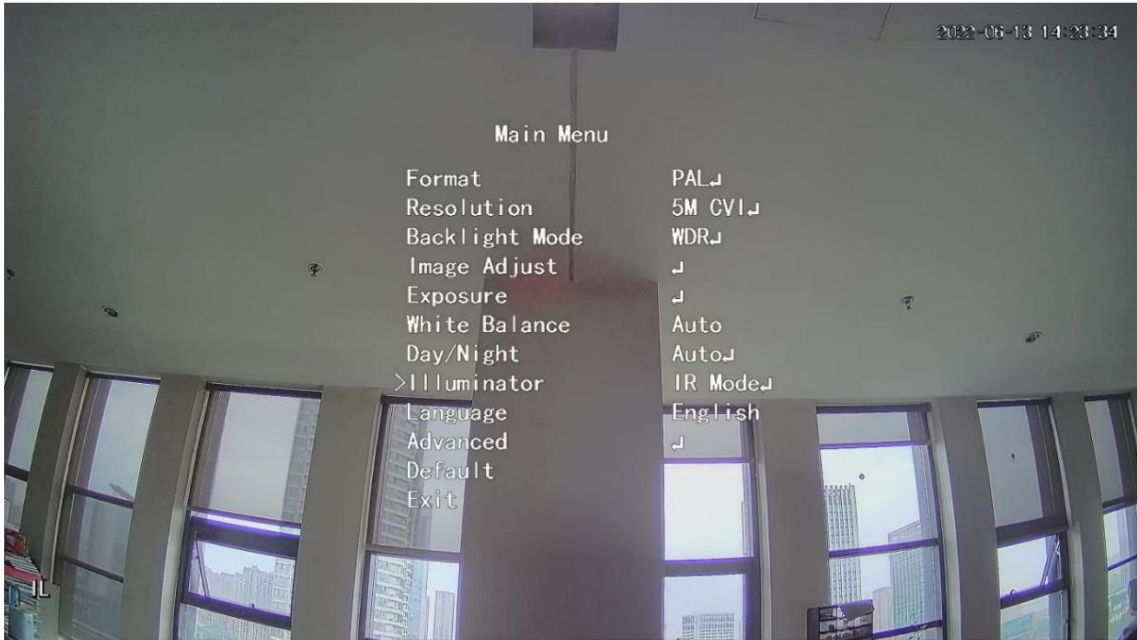 2022-06-13 14:23:34
Main Menu
Format PAL↲
Resolution 5M CVI↲
Backlight Mode WDR↲
Image Adjust ↲
Exposure ↲
White Balance Auto
Day/Night Auto↲
>Illuminator IR Mode↲
Language English
Advanced ↲
Default
Exit
IL